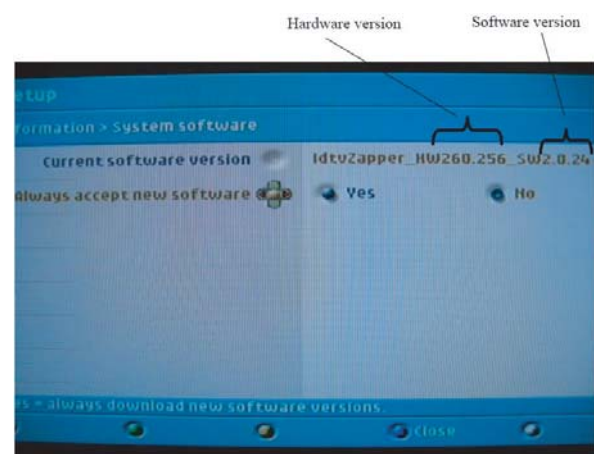 Hardware version
Software version
etup
formation > System software
Current software version IdtvZapper_HW260.256_SW2.0.24
Always accept new software Yes No
es = always download new software versions.
Close